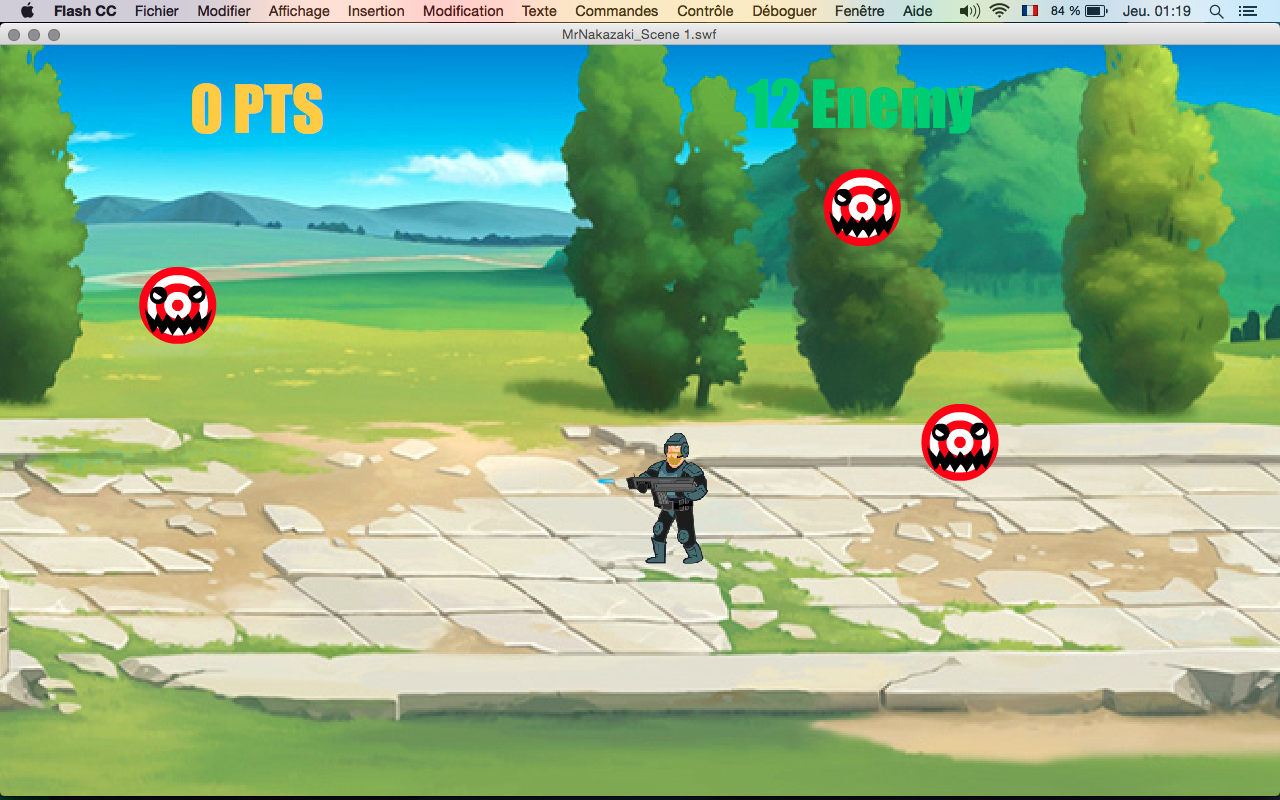 Flash CC Fichier Modifier Affichage Insertion Modification Texte Commandes Contrôle Déboguer Fenêtre Aide 84 % Jeu. 01:19
MrNakazaki_Scene 1.swf
0 PTS 12 Enemy